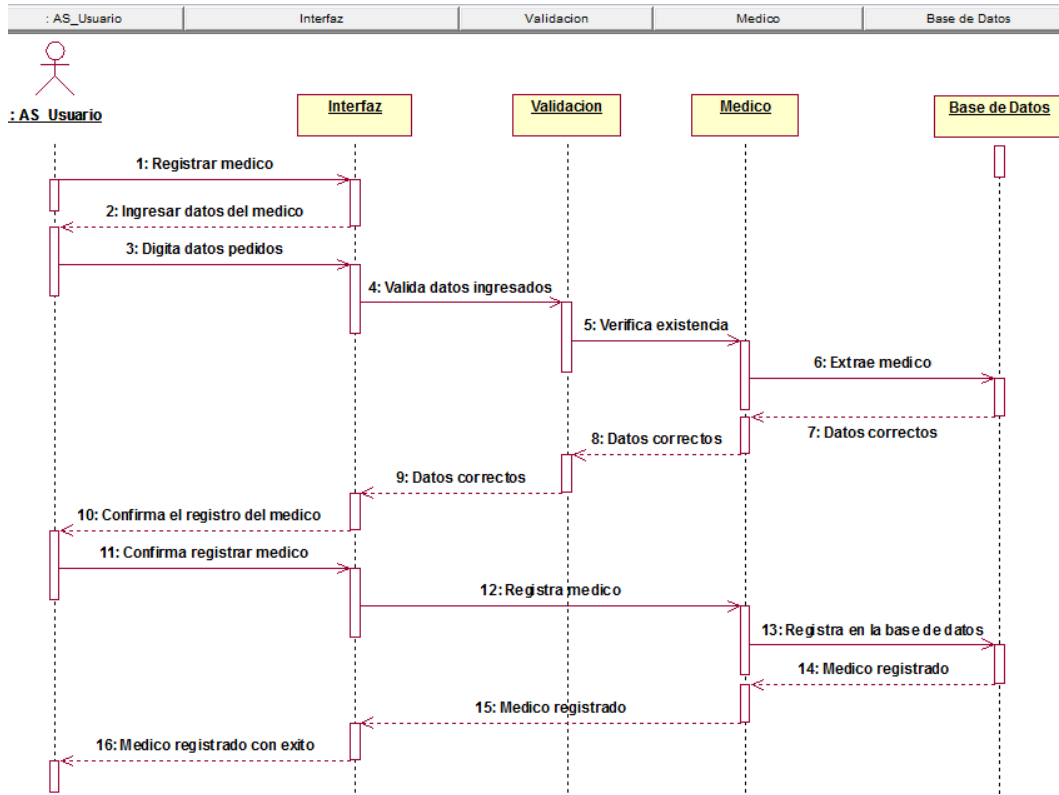 : AS_Usuario
Interfaz
Validacion
Medico
Base de Datos
: AS_Usuario
Interfaz
Validacion
Medico
Base de Datos
1: Registrar medico
2: Ingresar datos del medico
3: Digita datos pedidos
4: Valida datos ingresados
5: Verifica existencia
6: Extrae medico
7: Datos correctos
8: Datos correctos
9: Datos correctos
10: Confirma el registro del medico
11: Confirma registrar medico
12: Registra medico
13: Registra en la base de datos
14: Medico registrado
15: Medico registrado
16: Medico registrado con exito